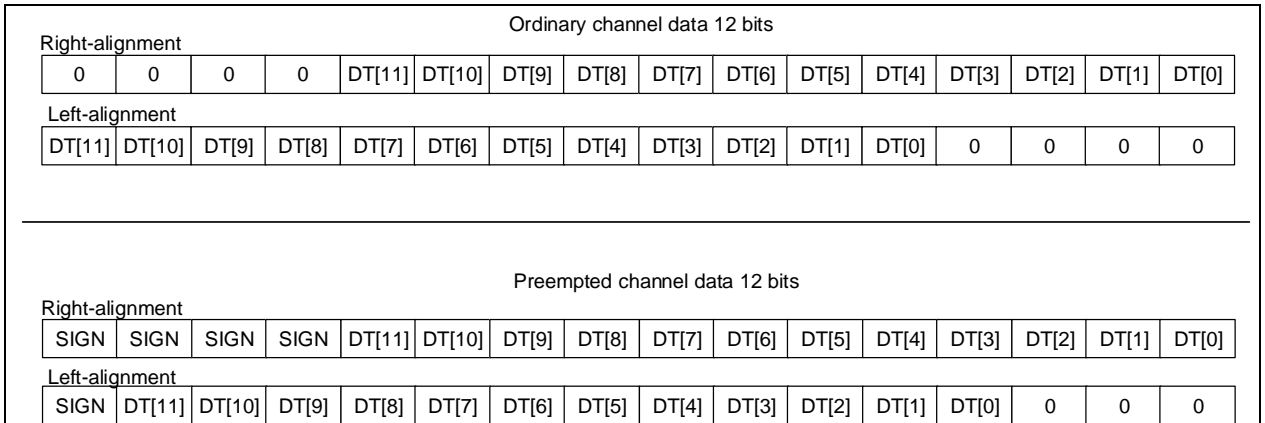 Ordinary channel data 12 bits
Right-alignment
0 0 0 0 DT[11] DT[10] DT[9] DT[8] DT[7] DT[6] DT[5] DT[4] DT[3] DT[2] DT[1] DT[0]
Left-alignment
DT[11] DT[10] DT[9] DT[8] DT[7] DT[6] DT[5] DT[4] DT[3] DT[2] DT[1] DT[0] 0 0 0 0
Preempted channel data 12 bits
Right-alignment
SIGN SIGN SIGN SIGN DT[11] DT[10] DT[9] DT[8] DT[7] DT[6] DT[5] DT[4] DT[3] DT[2] DT[1] DT[0]
Left-alignment
SIGN DT[11] DT[10] DT[9] DT[8] DT[7] DT[6] DT[5] DT[4] DT[3] DT[2] DT[1] DT[0] 0 0 0